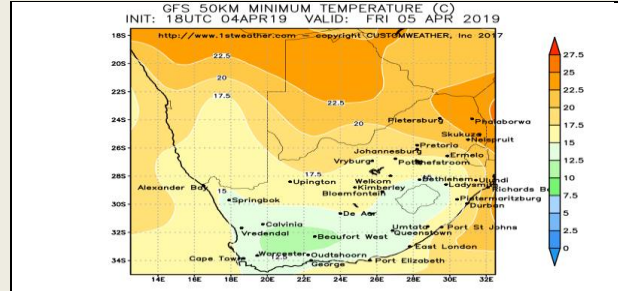 GFS 50KM MINIMUM TEMPERATURE (C)
INIT: 18UTC 04APR19 VALID: FRI 05 APR 2019
http://www.1stweather.com — copyright CUSTOMWEATHER, Inc 2017
18S
20S
22S
24S
26S
28S
30S
32S
34S
14E 16E 18E 20E 22E 24E 26E 28E 30E 32E
22.5
20
17.5
22.5
20
17.5
15
12.5
Pietersburg
Phalaborwa
Skukuza
Nelspruit
Pretoria
Johannesburg
Ermelo
Vryburg
Potchefstroom
Welkom
Bethlehem
Ulundi
Upington
Kimberley
Ladysmith
Alexander Bay
Bloemfontein
Richards B
Springbok
Pietermaritzburg
Durban
De Aar
Calvinia
Vredendal
Beaufort West
Umtata
Port St Johns
Queenstown
East London
Cape Town
Worcester
Oudtshoorn
George
Port Elizabeth
27.5
25
22.5
20
17.5
15
12.5
10
7.5
5
2.5
0